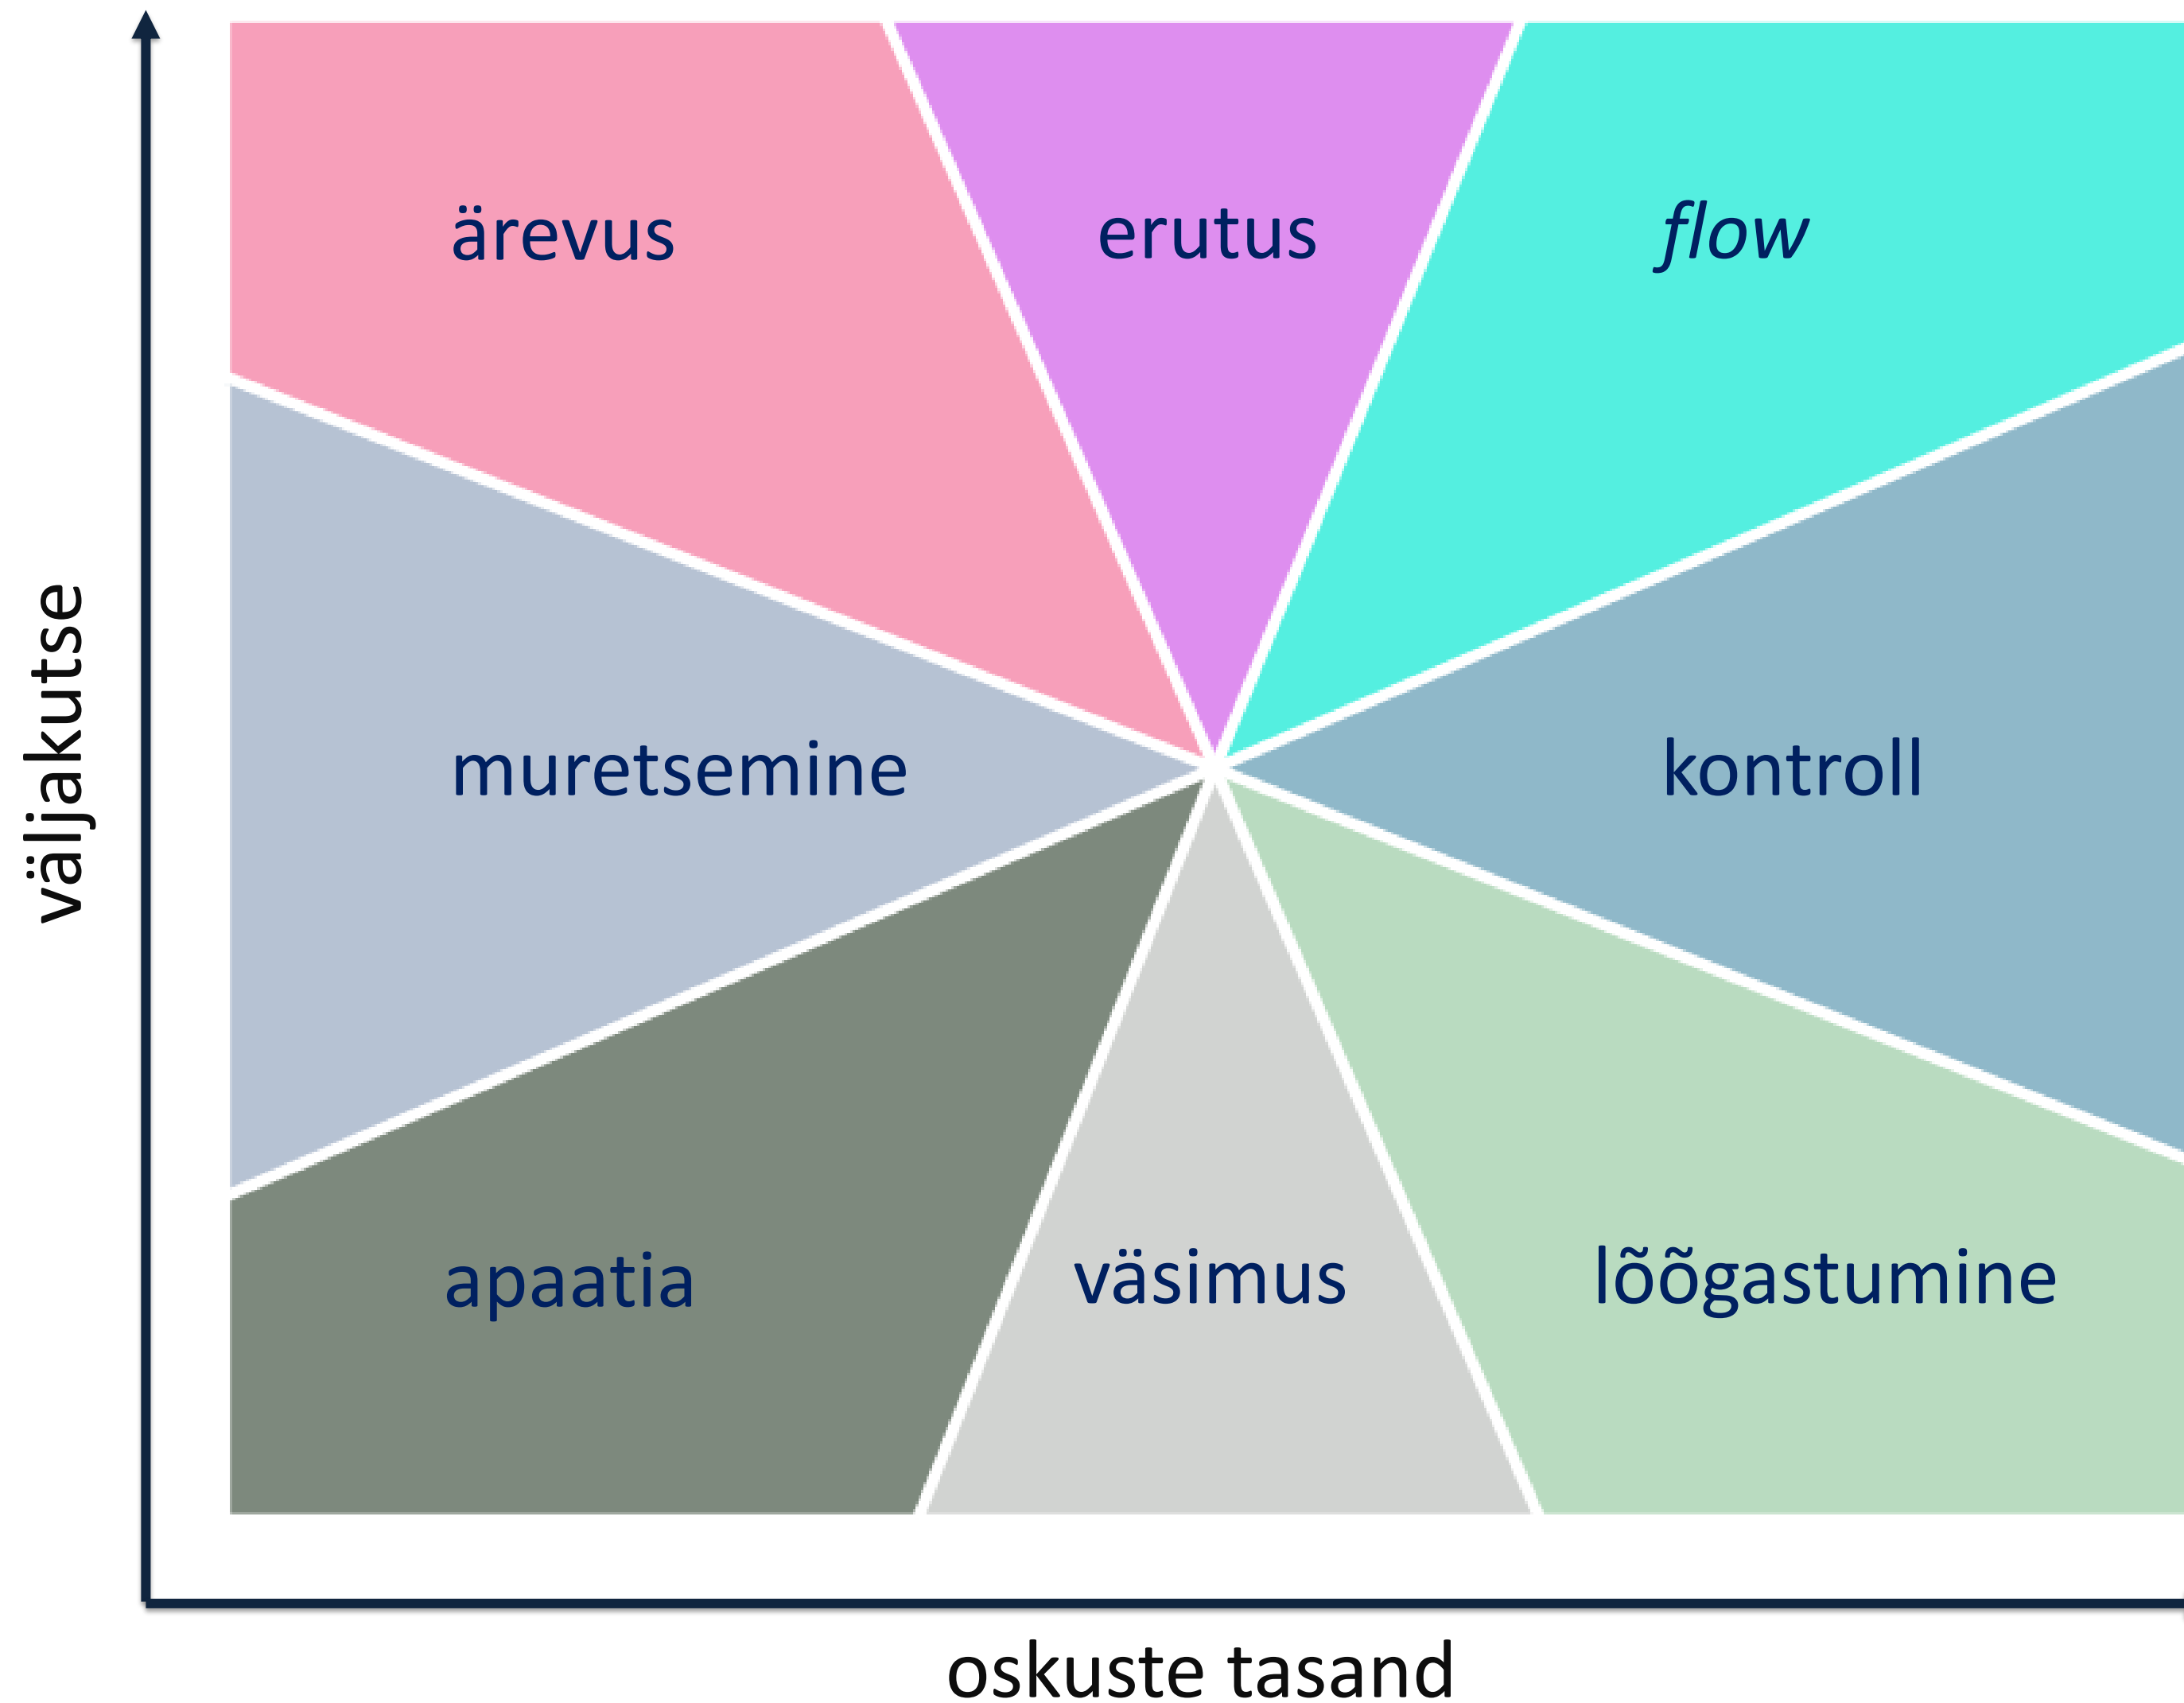 ärevus
erutus
flow
väljakutse
muretsemine
kontroll
apaatia
väsimus
lõõgastumine
oskuste tasand